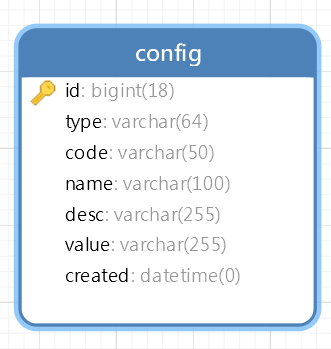 config
id: bigint(18)
type: varchar(64)
code: varchar(50)
name: varchar(100)
desc: varchar(255)
value: varchar(255)
created: datetime(0)